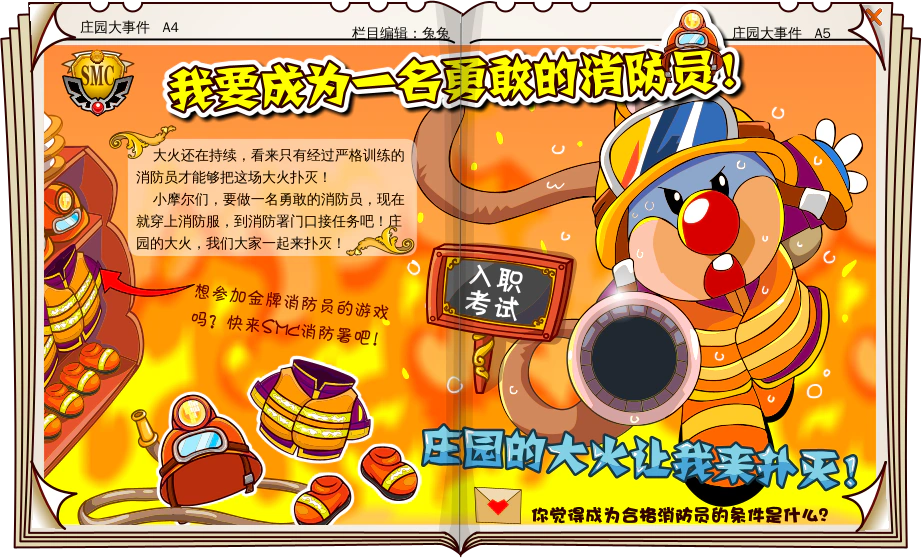 庄园大事件 A4
栏目编辑：兔兔
庄园大事件 A5
SMC
我要成为一名勇敢的消防员！
大火还在持续，看来只有经过严格训练的
消防员才能够把这场大火扑灭！
小摩尔们，要做一名勇敢的消防员，现在
就穿上消防服，到消防署门口接任务吧！庄
园的大火，我们大家一起来扑灭！
想参加金牌消防员的游戏
吗？快来SMC消防署吧！
入职
考试
庄园的大火让我来扑灭！
你觉得成为合格消防员的条件是什么？